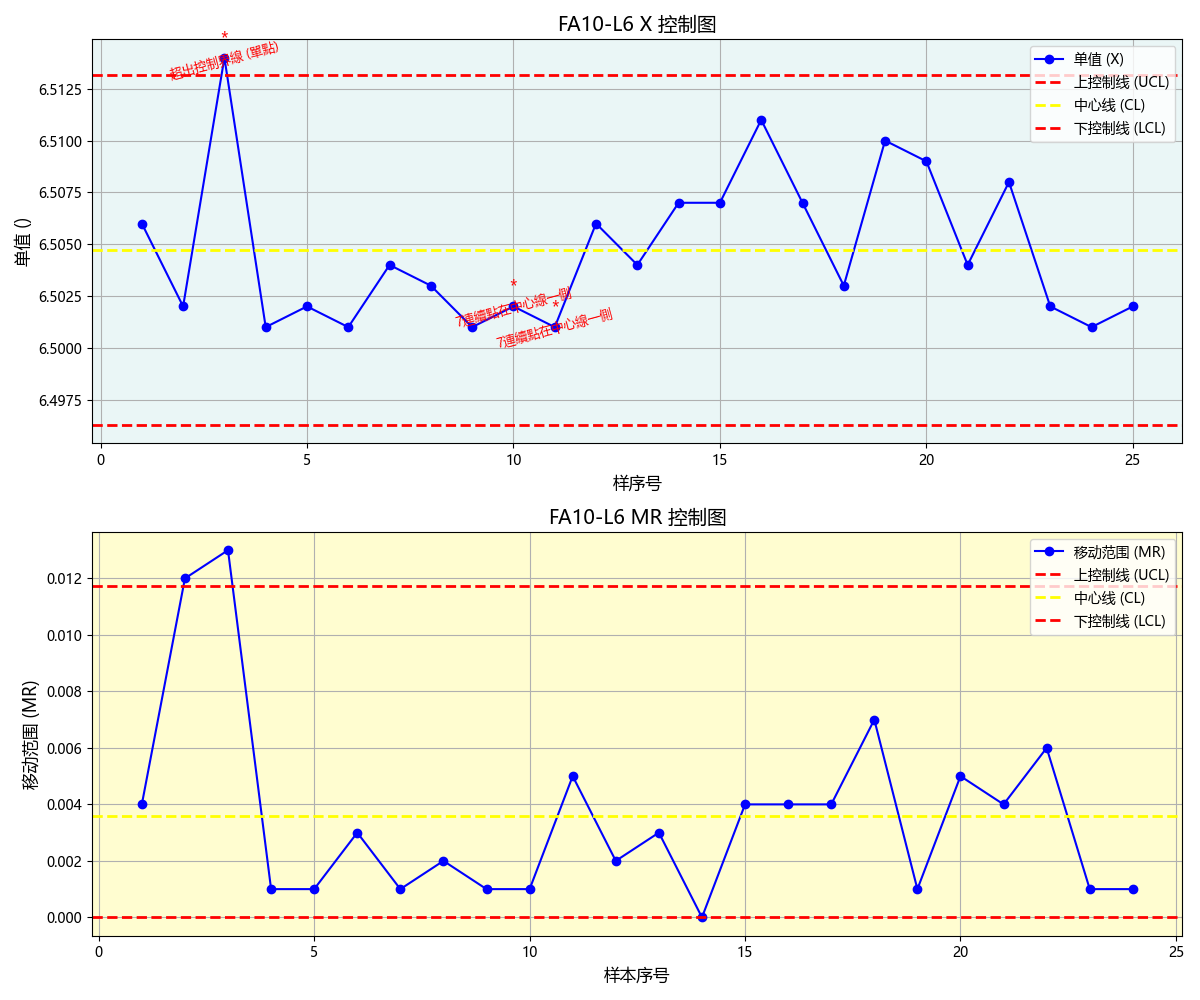 FA10-L6 X 控制图
单值 (X)
上控制线 (UCL)
中心线 (CL)
下控制线 (LCL)
*
超出控制界線 (單點)
*
7連續點在中心線一側
*
7連續點在中心線一側
单值 ()
6.5125
6.5100
6.5075
6.5050
6.5025
6.5000
6.4975
0 5 10 15 20 25
样序号
FA10-L6 MR 控制图
移动范围 (MR)
上控制线 (UCL)
中心线 (CL)
下控制线 (LCL)
移动范围 (MR)
0.012
0.010
0.008
0.006
0.004
0.002
0.000
0 5 10 15 20 25
样本序号